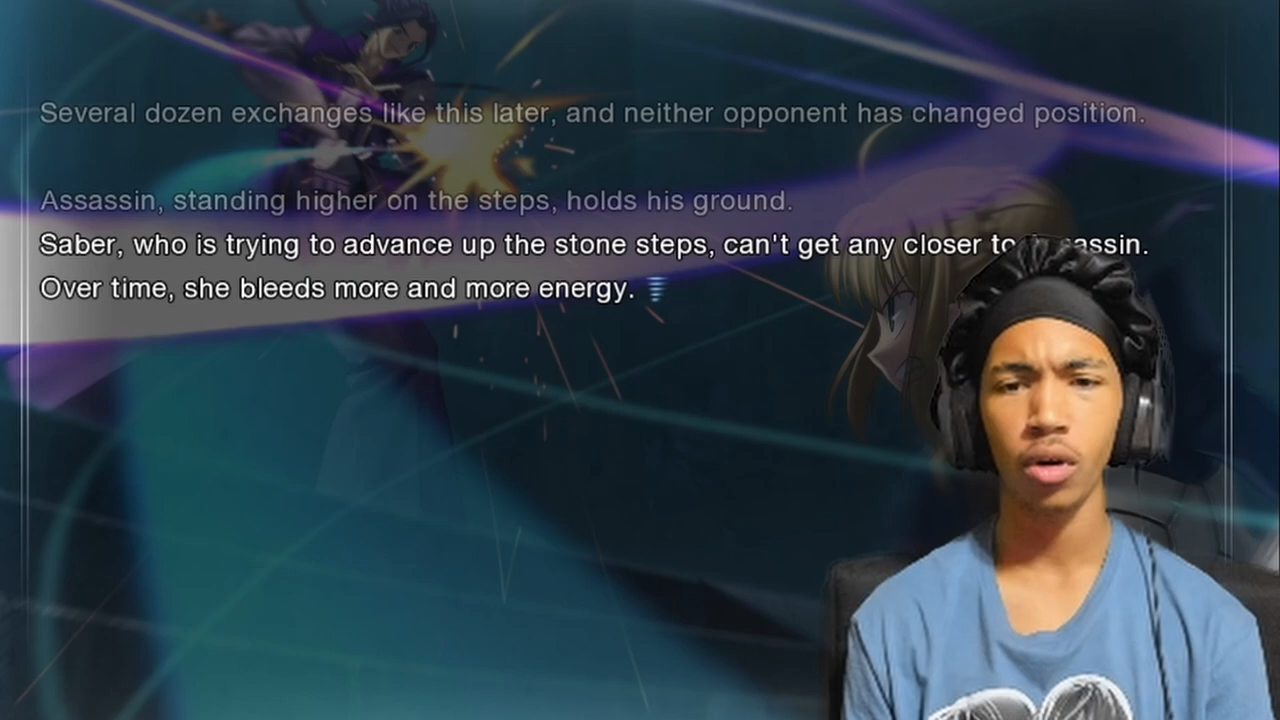 Several dozen exchanges like this later, and neither opponent has changed position.
Assassin, standing higher on the steps, holds his ground.
Saber, who is trying to advance up the stone steps, can't get any closer to assin.
Over time, she bleeds more and more energy.